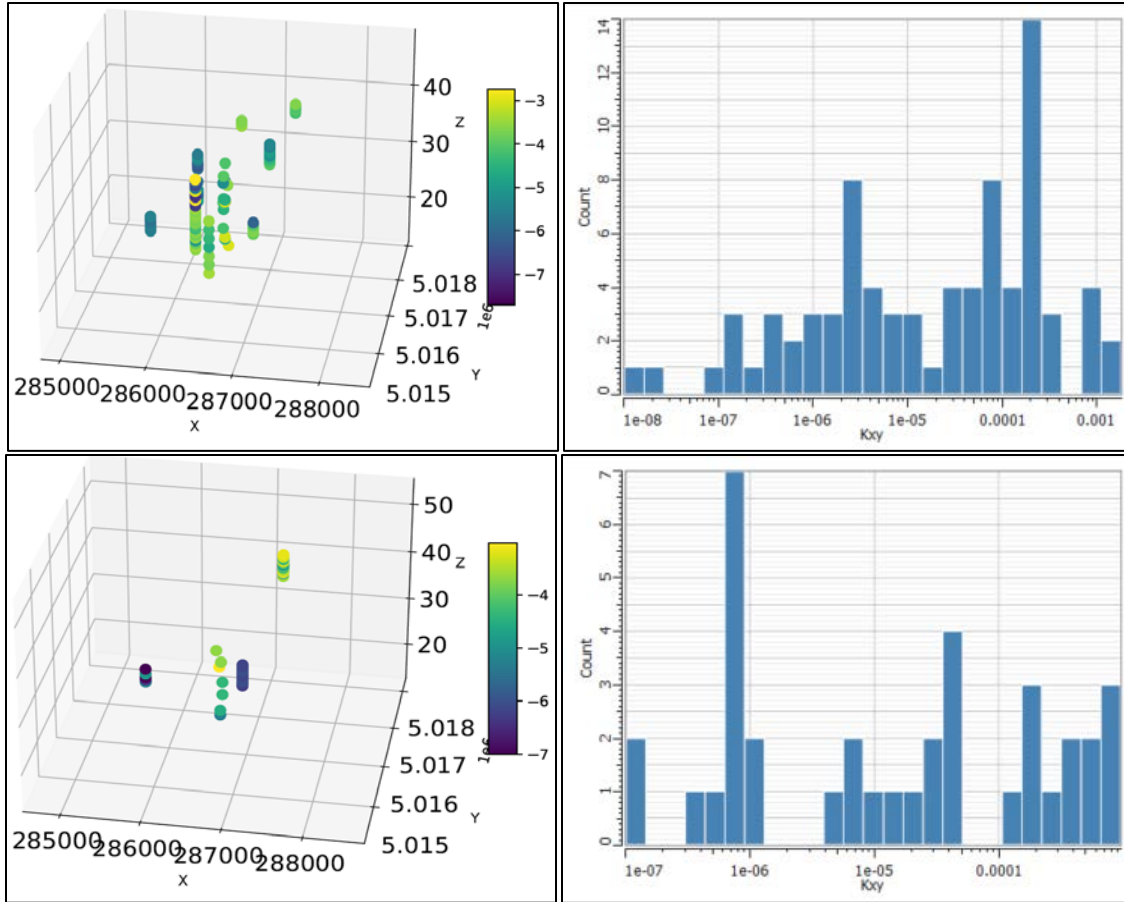 40
Z
30
20
−3
−4
−5
−6
−7
1e6
5.018
5.017
5.016
5.015
Y
285000
286000
287000
288000
X
14
12
10
8
6
4
2
0
Count
1e-08
1e-07
1e-06
1e-05
0.0001
0.001
Kxy
50
40
Z
30
20
−4
−5
−6
−7
1e6
5.018
5.017
5.016
5.015
Y
285000
286000
287000
288000
X
7
6
5
4
3
2
1
0
Count
1e-07
1e-06
1e-05
0.0001
Kxy